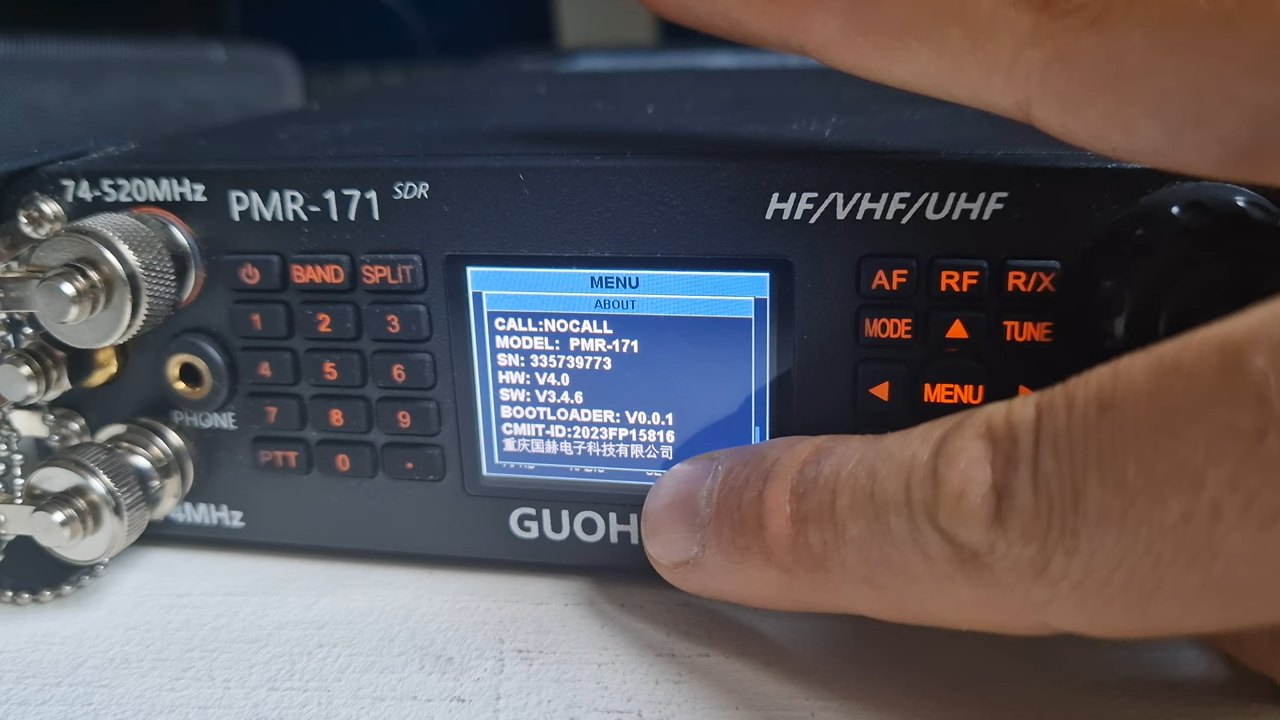 74-520MHz
PMR-171 SDR
HF/VHF/UHF
BAND SPLIT
1 2 3
4 5 6
7 8 9
PTT 0 .
PHONE
MENU
ABOUT
CALL:NOCALL
MODEL: PMR-171
SN: 335739773
HW: V4.0
SW: V3.4.6
BOOTLOADER: V0.0.1
CMIIT-ID:2023FP15816
重庆国赫电子科技有限公司
AF RF R/X
MODE TUNE
MENU
GUOH